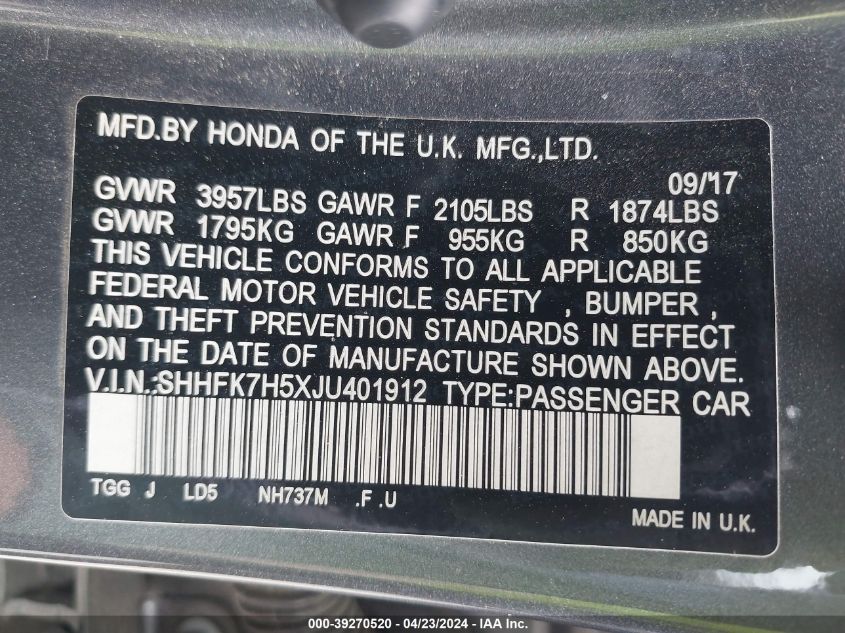 MFD.BY HONDA OF THE U.K. MFG.,LTD.
09/'17
GVWR 3957LBS GAWR F 2105LBS R 1874LBS
GVWR 1795KG GAWR F 955KG R 850KG
THIS VEHICLE CONFORMS TO ALL APPLICABLE
FEDERAL MOTOR VEHICLE SAFETY , BUMPER ,
AND THEFT PREVENTION STANDARDS IN EFFECT
ON THE DATE OF MANUFACTURE SHOWN ABOVE.
V.I.N.:SHHFK7H5XJU401912 TYPE:PASSENGER CAR
TGG J LD5 NH737M .F .U
MADE IN U.K.
000-39270520 - 04/23/2024 - IAA Inc.